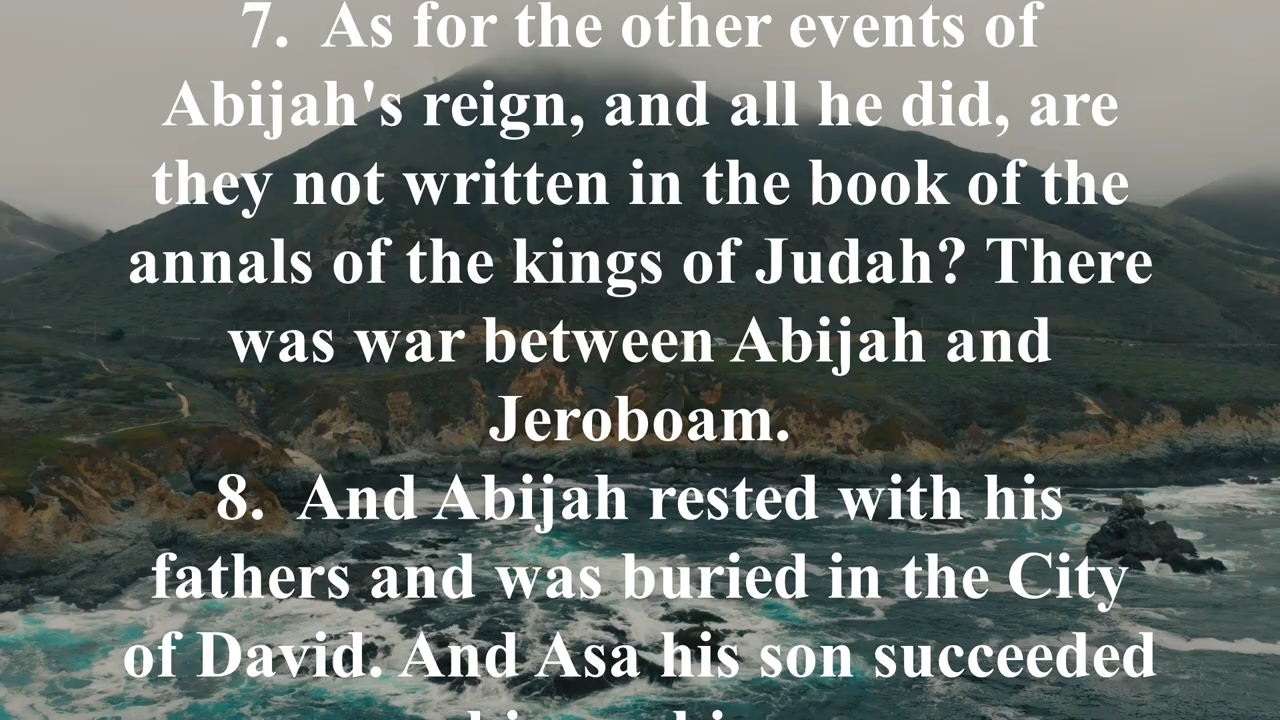 7. As for the other events of
Abijah's reign, and all he did, are
they not written in the book of the
annals of the kings of Judah? There
was war between Abijah and
Jeroboam.
8. And Abijah rested with his
fathers and was buried in the City
of David. And Asa his son succeeded